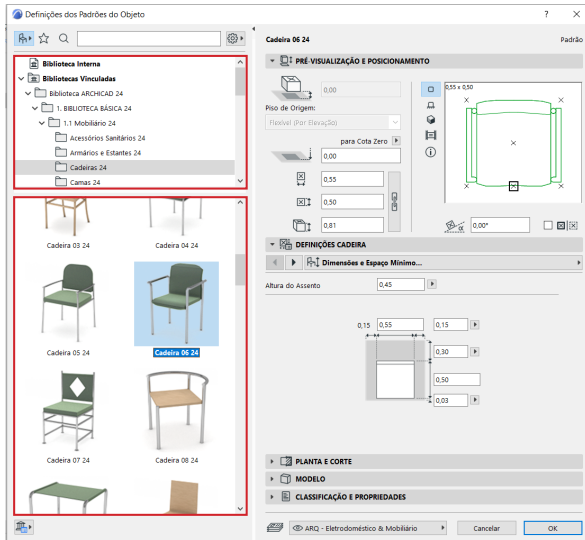 Definições dos Padrões do Objeto
? ×
Biblioteca Interna
Bibliotecas Vinculadas
Biblioteca ARCHICAD 24
1. BIBLIOTECA BÁSICA 24
1.1 Mobiliário 24
Acessórios Sanitários 24
Armários e Estantes 24
Cadeiras 24
Camas 24
Cadeira 03 24
Cadeira 04 24
Cadeira 05 24
Cadeira 06 24
Cadeira 07 24
Cadeira 08 24
Cadeira 06 24
Padrão
PRÉ-VISUALIZAÇÃO E POSICIONAMENTO
0,00
Piso de Origem:
Flexível (Por Elevação)
para Cota Zero
0,00
0,55
0,50
0,81
0,55 x 0,50
0,00°
DEFINIÇÕES CADEIRA
Dimensões e Espaço Mínimo...
Altura do Assento
0,45
0,15
0,55
0,15
0,30
0,50
0,03
PLANTA E CORTE
MODELO
CLASSIFICAÇÃO E PROPRIEDADES
ARQ - Eletrodoméstico & Mobiliário
Cancelar
OK